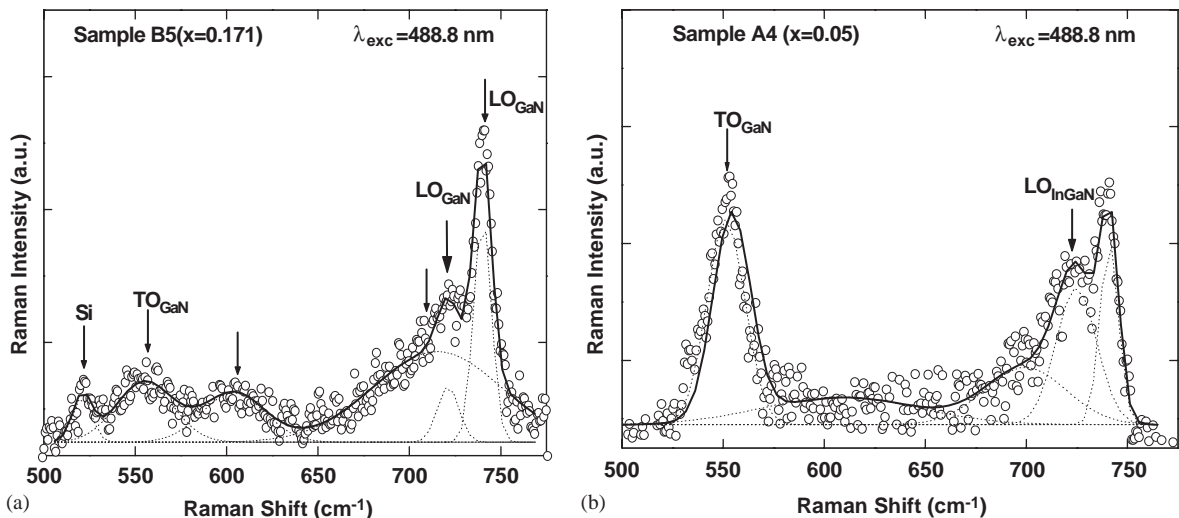 Sample B5(x=0.171) λexc=488.8 nm
LOGaN
LOGaN
Si
TOGaN
Raman Intensity (a.u.)
500 550 600 650 700 750
Raman Shift (cm-1)
(a)
Sample A4 (x=0.05) λexc=488.8 nm
TOGaN
LOInGaN
Raman Intensity (a.u.)
500 550 600 650 700 750
Raman Shift (cm-1)
(b)